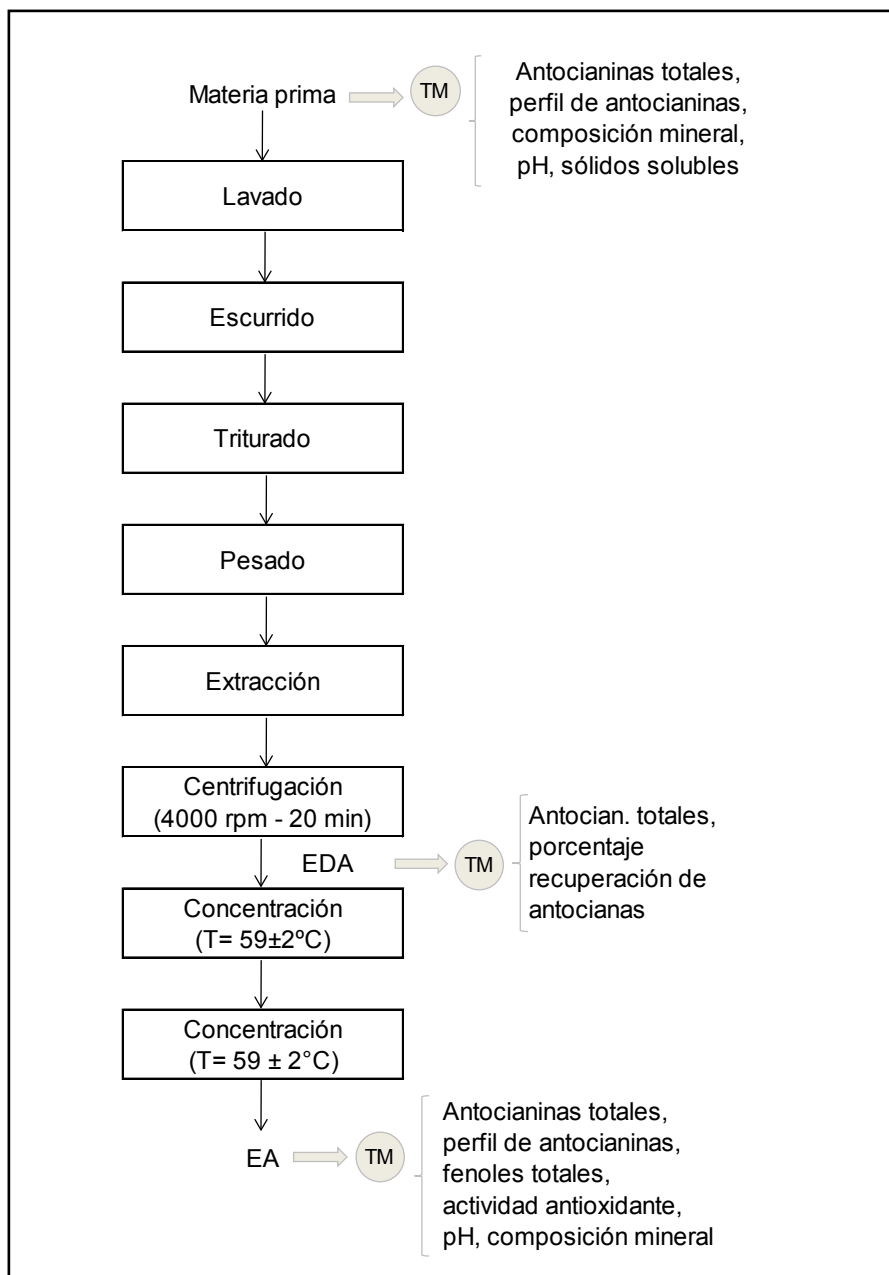 Materia prima
TM
Antocianinas totales,
perfil de antocianinas,
composición mineral,
pH, sólidos solubles
Lavado
Escurrido
Triturado
Pesado
Extracción
Centrifugación
(4000 rpm - 20 min)
EDA
TM
Antocian. totales,
porcentaje
recuperación de
antocianas
Concentración
(T= 59±2ºC)
Concentración
(T= 59 ± 2°C)
EA
TM
Antocianinas totales,
perfil de antocianinas,
fenoles totales,
actividad antioxidante,
pH, composición mineral